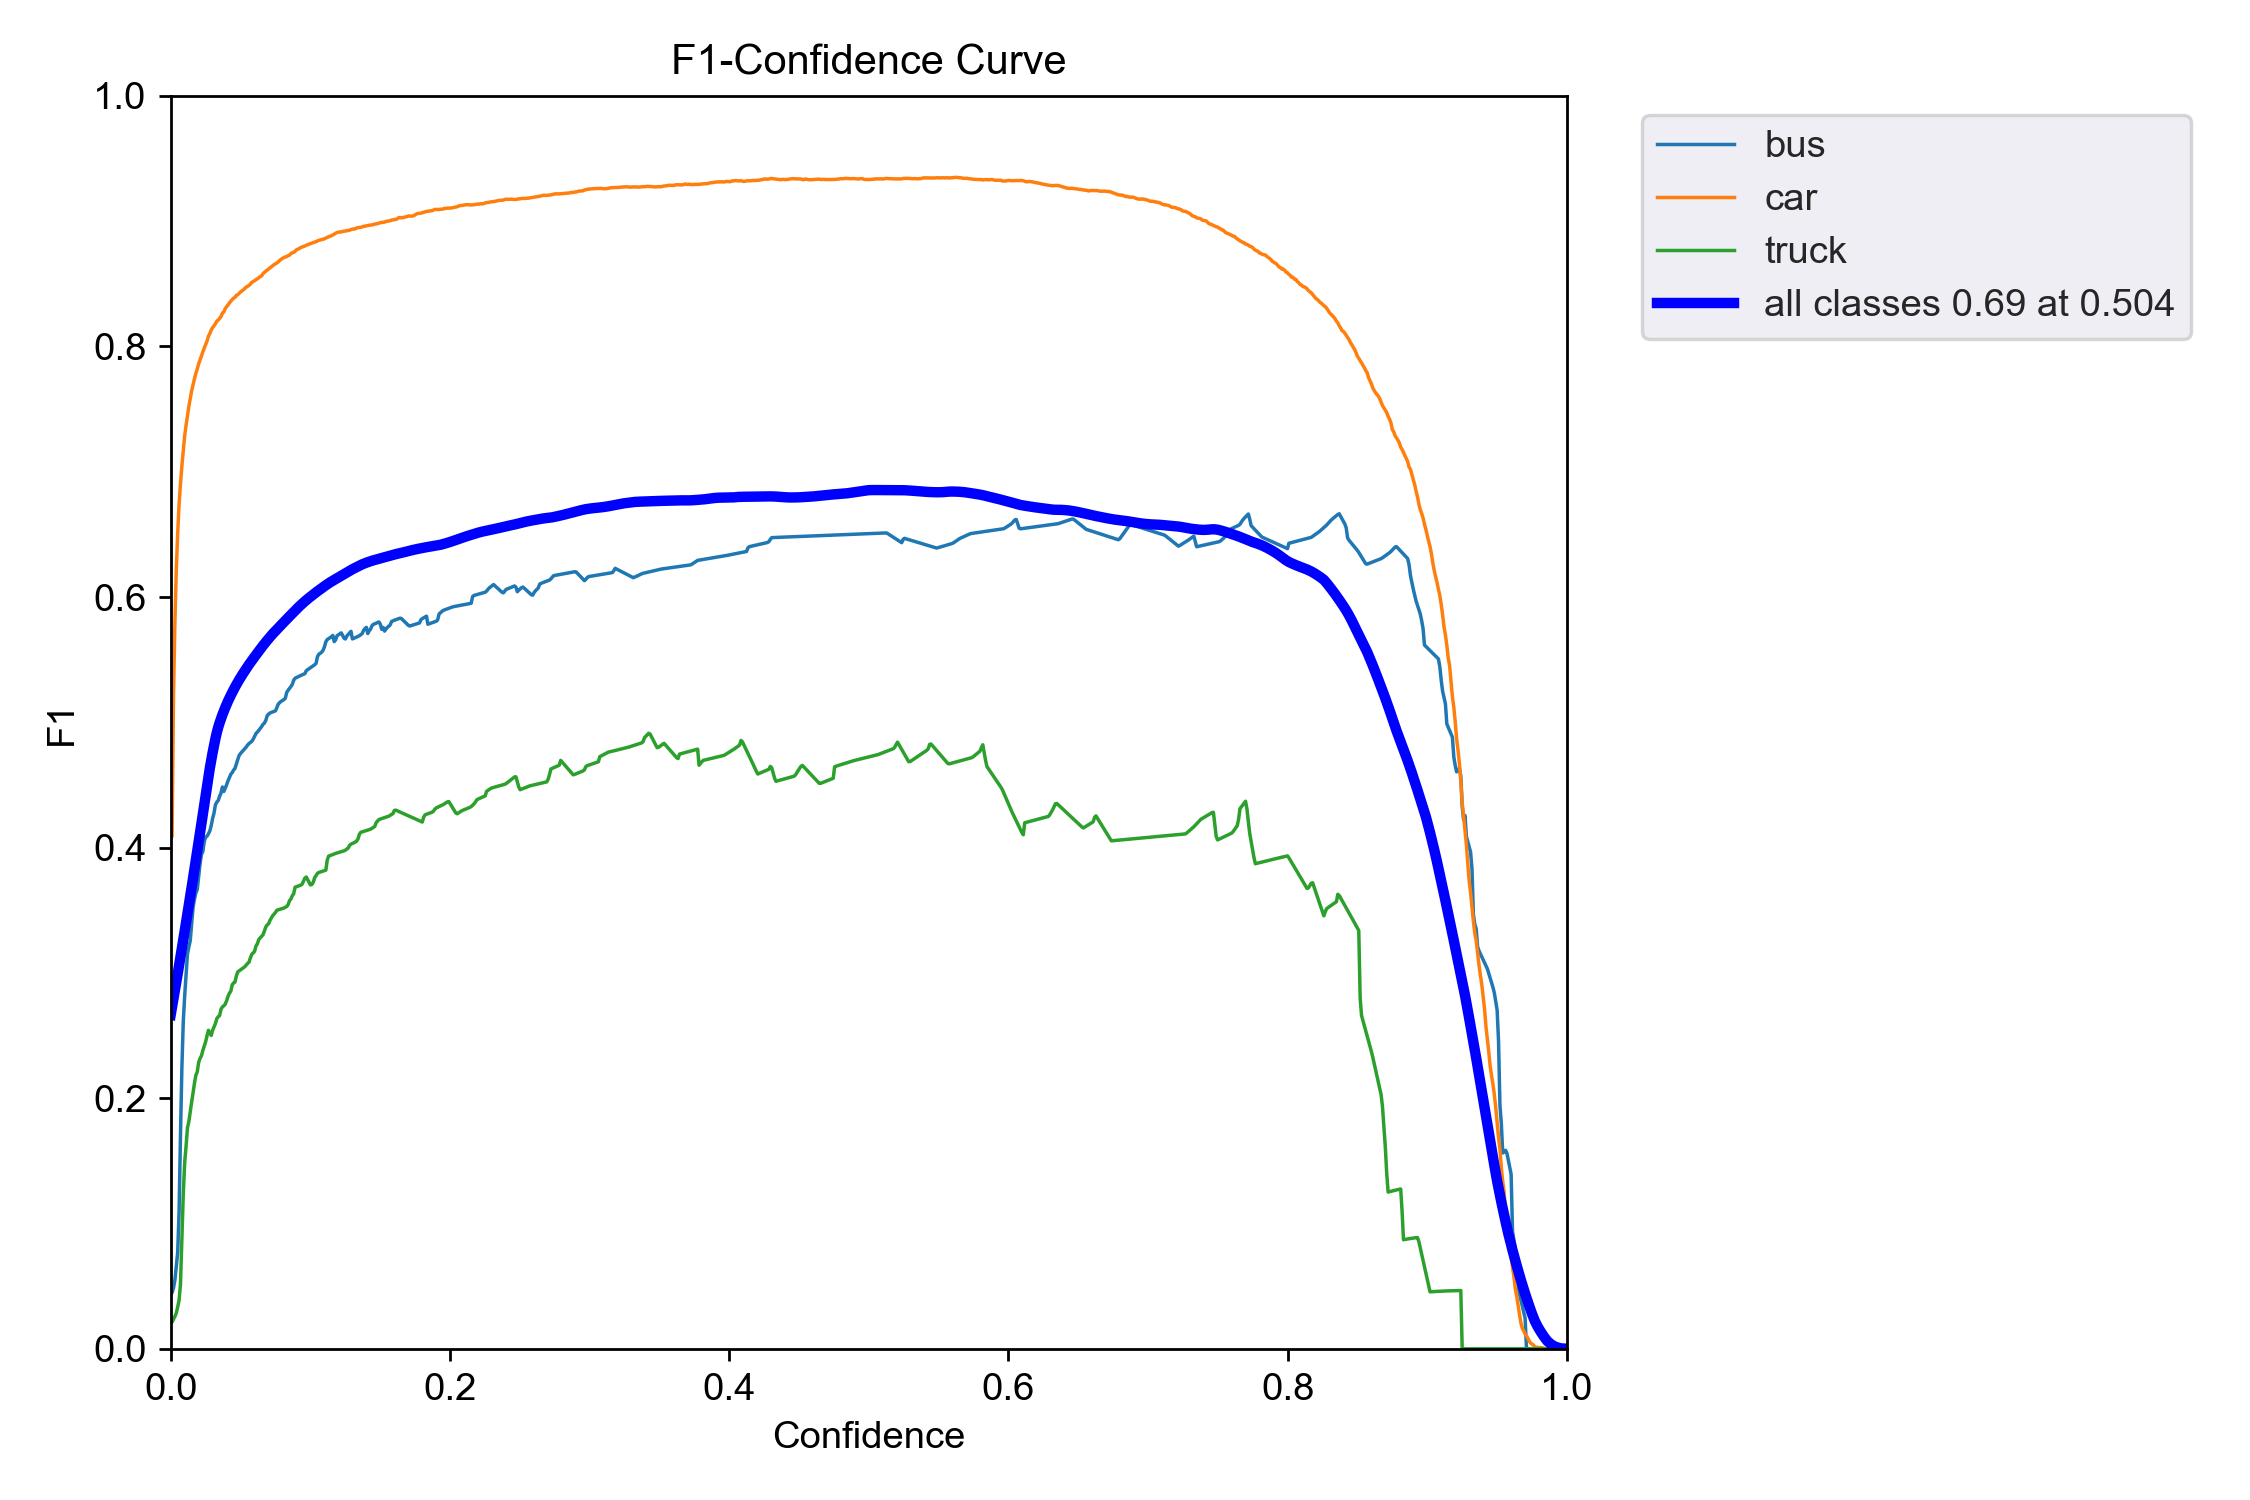 F1-Confidence Curve
1.0
0.8
0.6
0.4
0.2
0.0
F1
0.0 0.2 0.4 0.6 0.8 1.0
Confidence
bus
car
truck
all classes 0.69 at 0.504